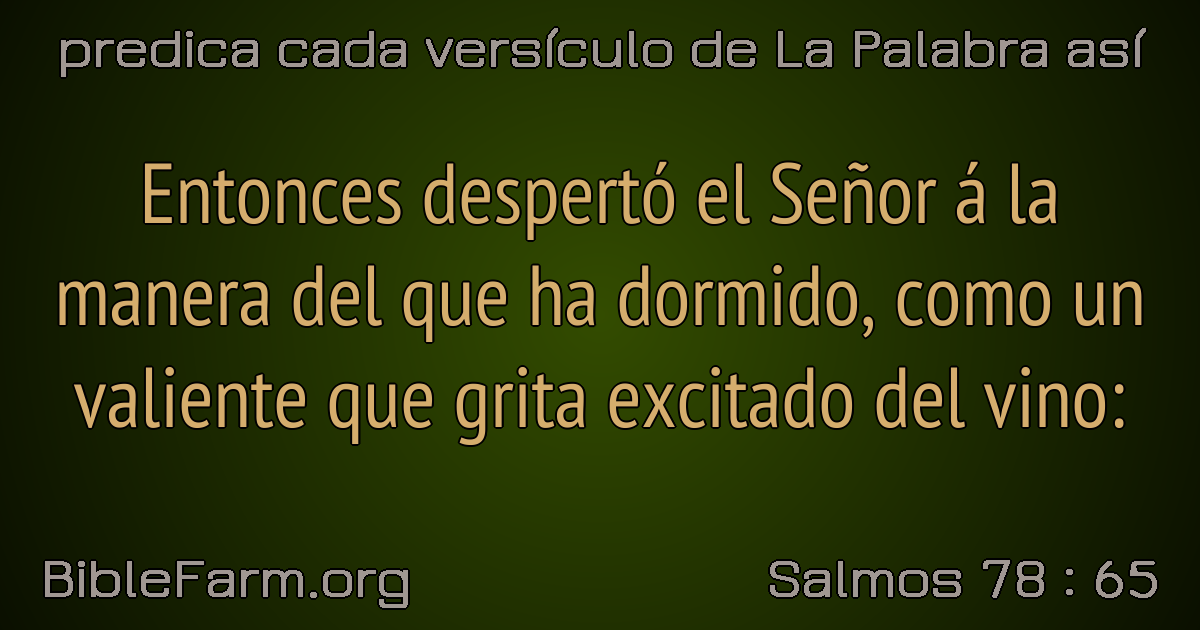 predica cada versículo de La Palabra así
Entonces despertó el Señor á la
manera del que ha dormido, como un
valiente que grita excitado del vino:
BibleFarm.org
Salmos 78 : 65